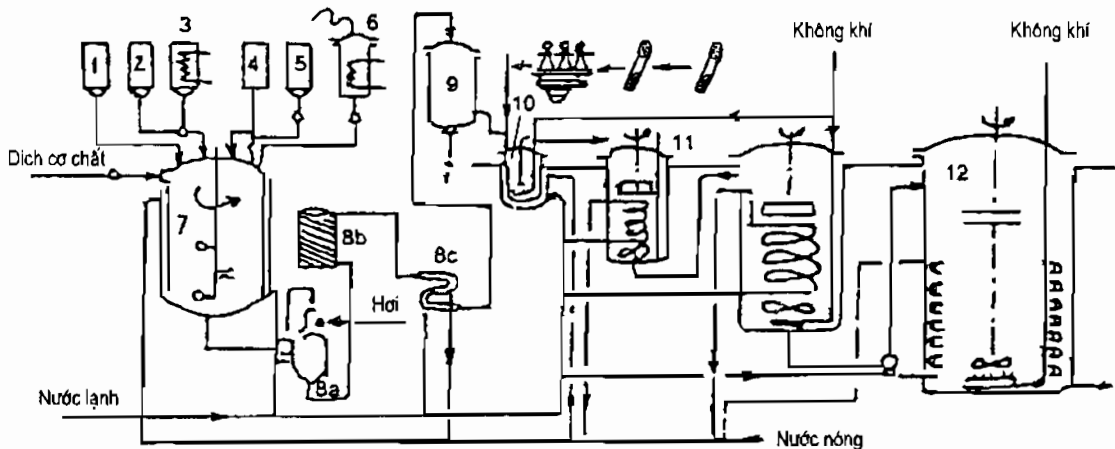 3
6
Không khí
Không khí
1
2
4
5
9
10
11
12
Dịch cơ chất
7
8b
8c
Hơi
8a
Nước lạnh
Nước nóng